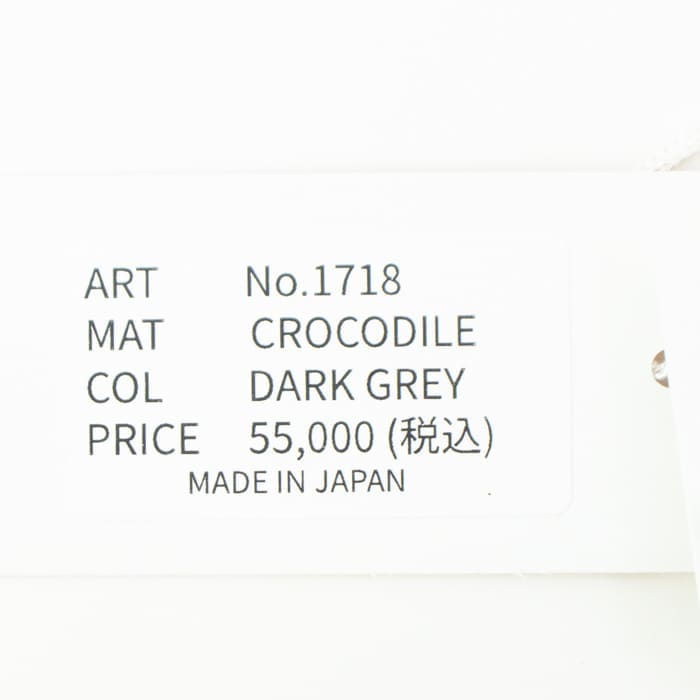 ART No.1718
MAT CROCODILE
COL DARK GREY
PRICE 55,000 (税込)
MADE IN JAPAN